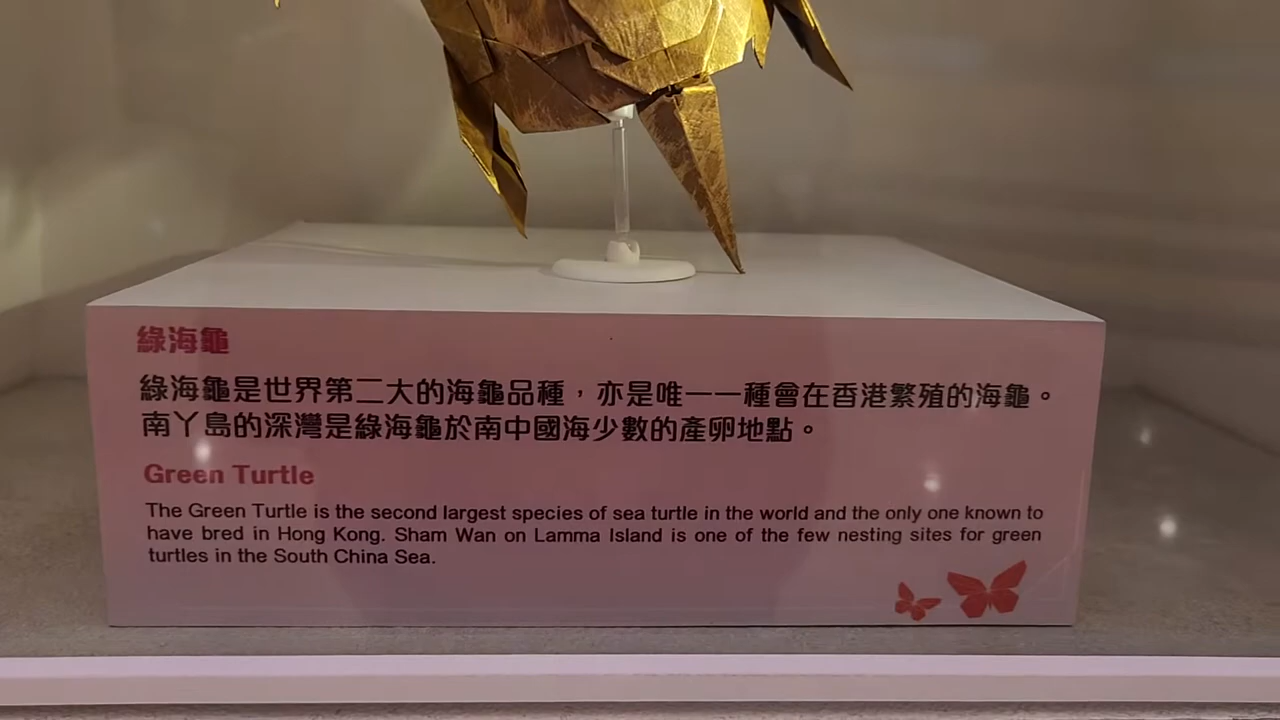 綠海龜
綠海龜是世界第二大的海龜品種，亦是唯一一種會在香港繁殖的海龜。
南丫島的深灣是綠海龜於南中國海少數的產卵地點。
Green Turtle
The Green Turtle is the second largest species of sea turtle in the world and the only one known to
have bred in Hong Kong. Sham Wan on Lamma Island is one of the few nesting sites for green
turtles in the South China Sea.